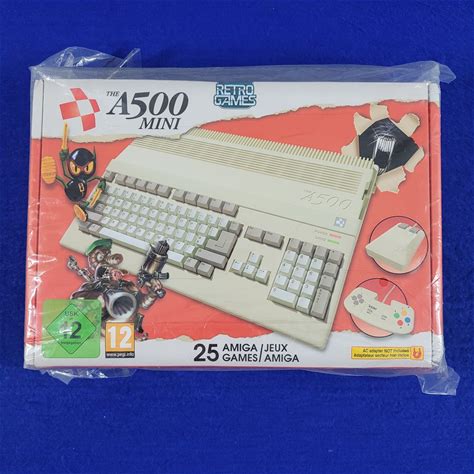 THE A500
MINI
RETRO
GAMES
A500
USK
12
12
www.pegi.info
25 AMIGA / JEUX
GAMES / AMIGA
AC adapter NOT included
Adaptateur secteur non inclus